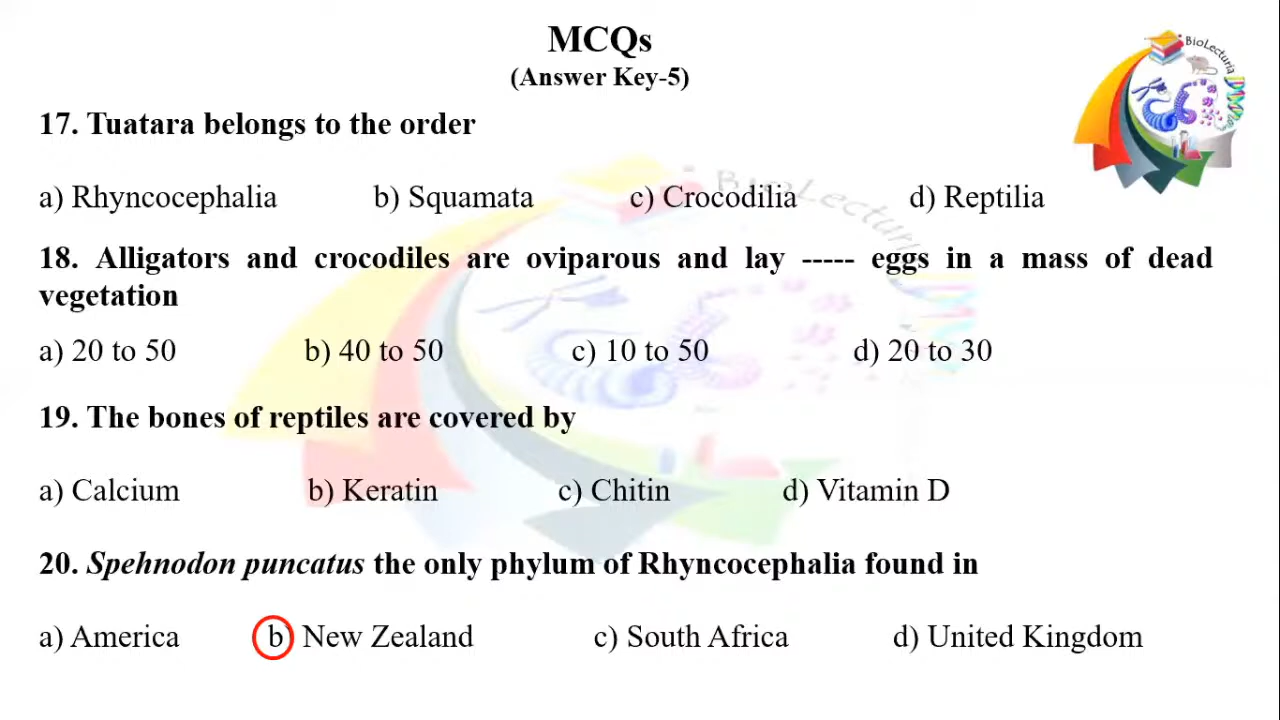 MCQs
(Answer Key-5)
BioLecturia
17. Tuatara belongs to the order
a) Rhyncocephalia b) Squamata c) Crocodilia d) Reptilia
BioLecturia
18. Alligators and crocodiles are oviparous and lay ----- eggs in a mass of dead
vegetation
a) 20 to 50 b) 40 to 50 c) 10 to 50 d) 20 to 30
19. The bones of reptiles are covered by
a) Calcium b) Keratin c) Chitin d) Vitamin D
20. Spehnodon puncatus the only phylum of Rhyncocephalia found in
a) America b) New Zealand c) South Africa d) United Kingdom